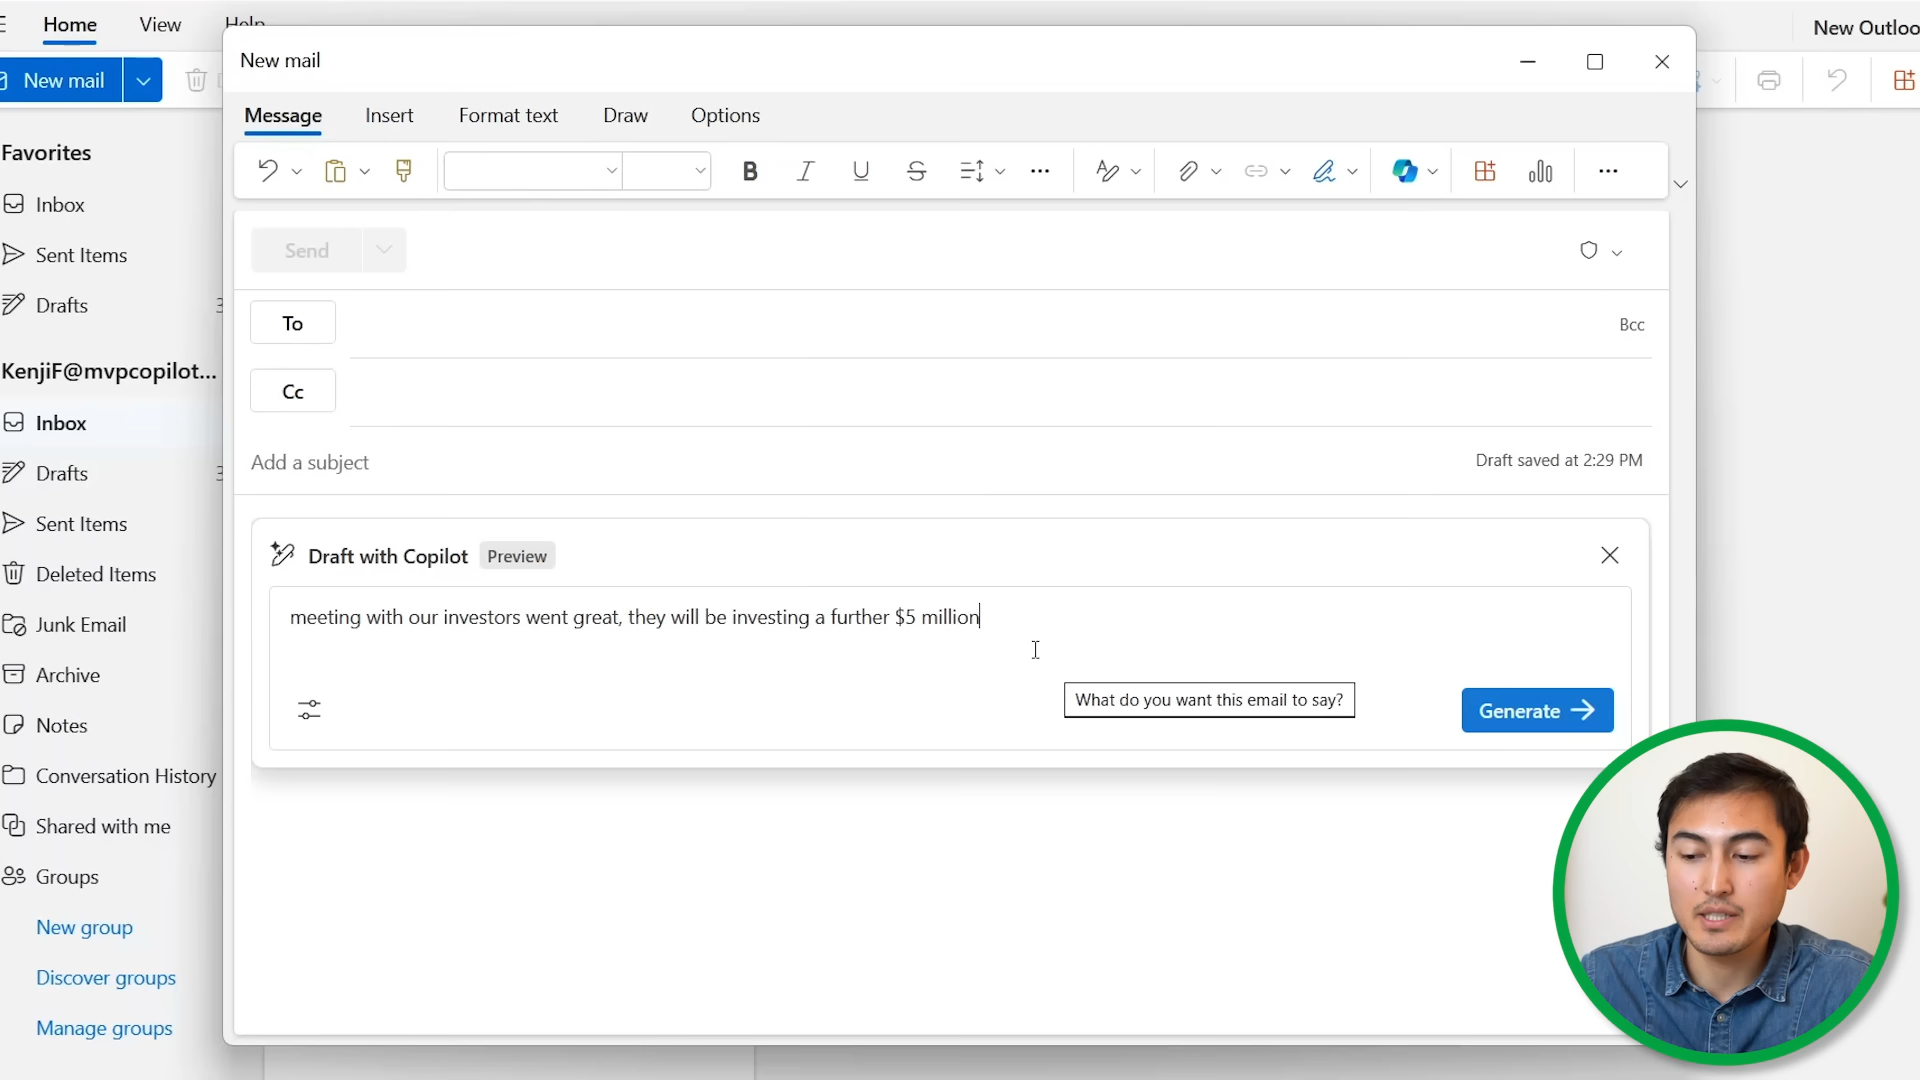 Home View Help
New Outloo
New mail
Favorites
Inbox
Sent Items
Drafts
KenjiF@mvpcopilot...
Inbox
Drafts
Sent Items
Deleted Items
Junk Email
Archive
Notes
Conversation History
Shared with me
Groups
New group
Discover groups
Manage groups
New mail
Message Insert Format text Draw Options
B I U S
Send
To
Bcc
Cc
Add a subject
Draft saved at 2:29 PM
Draft with Copilot Preview
meeting with our investors went great, they will be investing a further $5 million
What do you want this email to say?
Generate